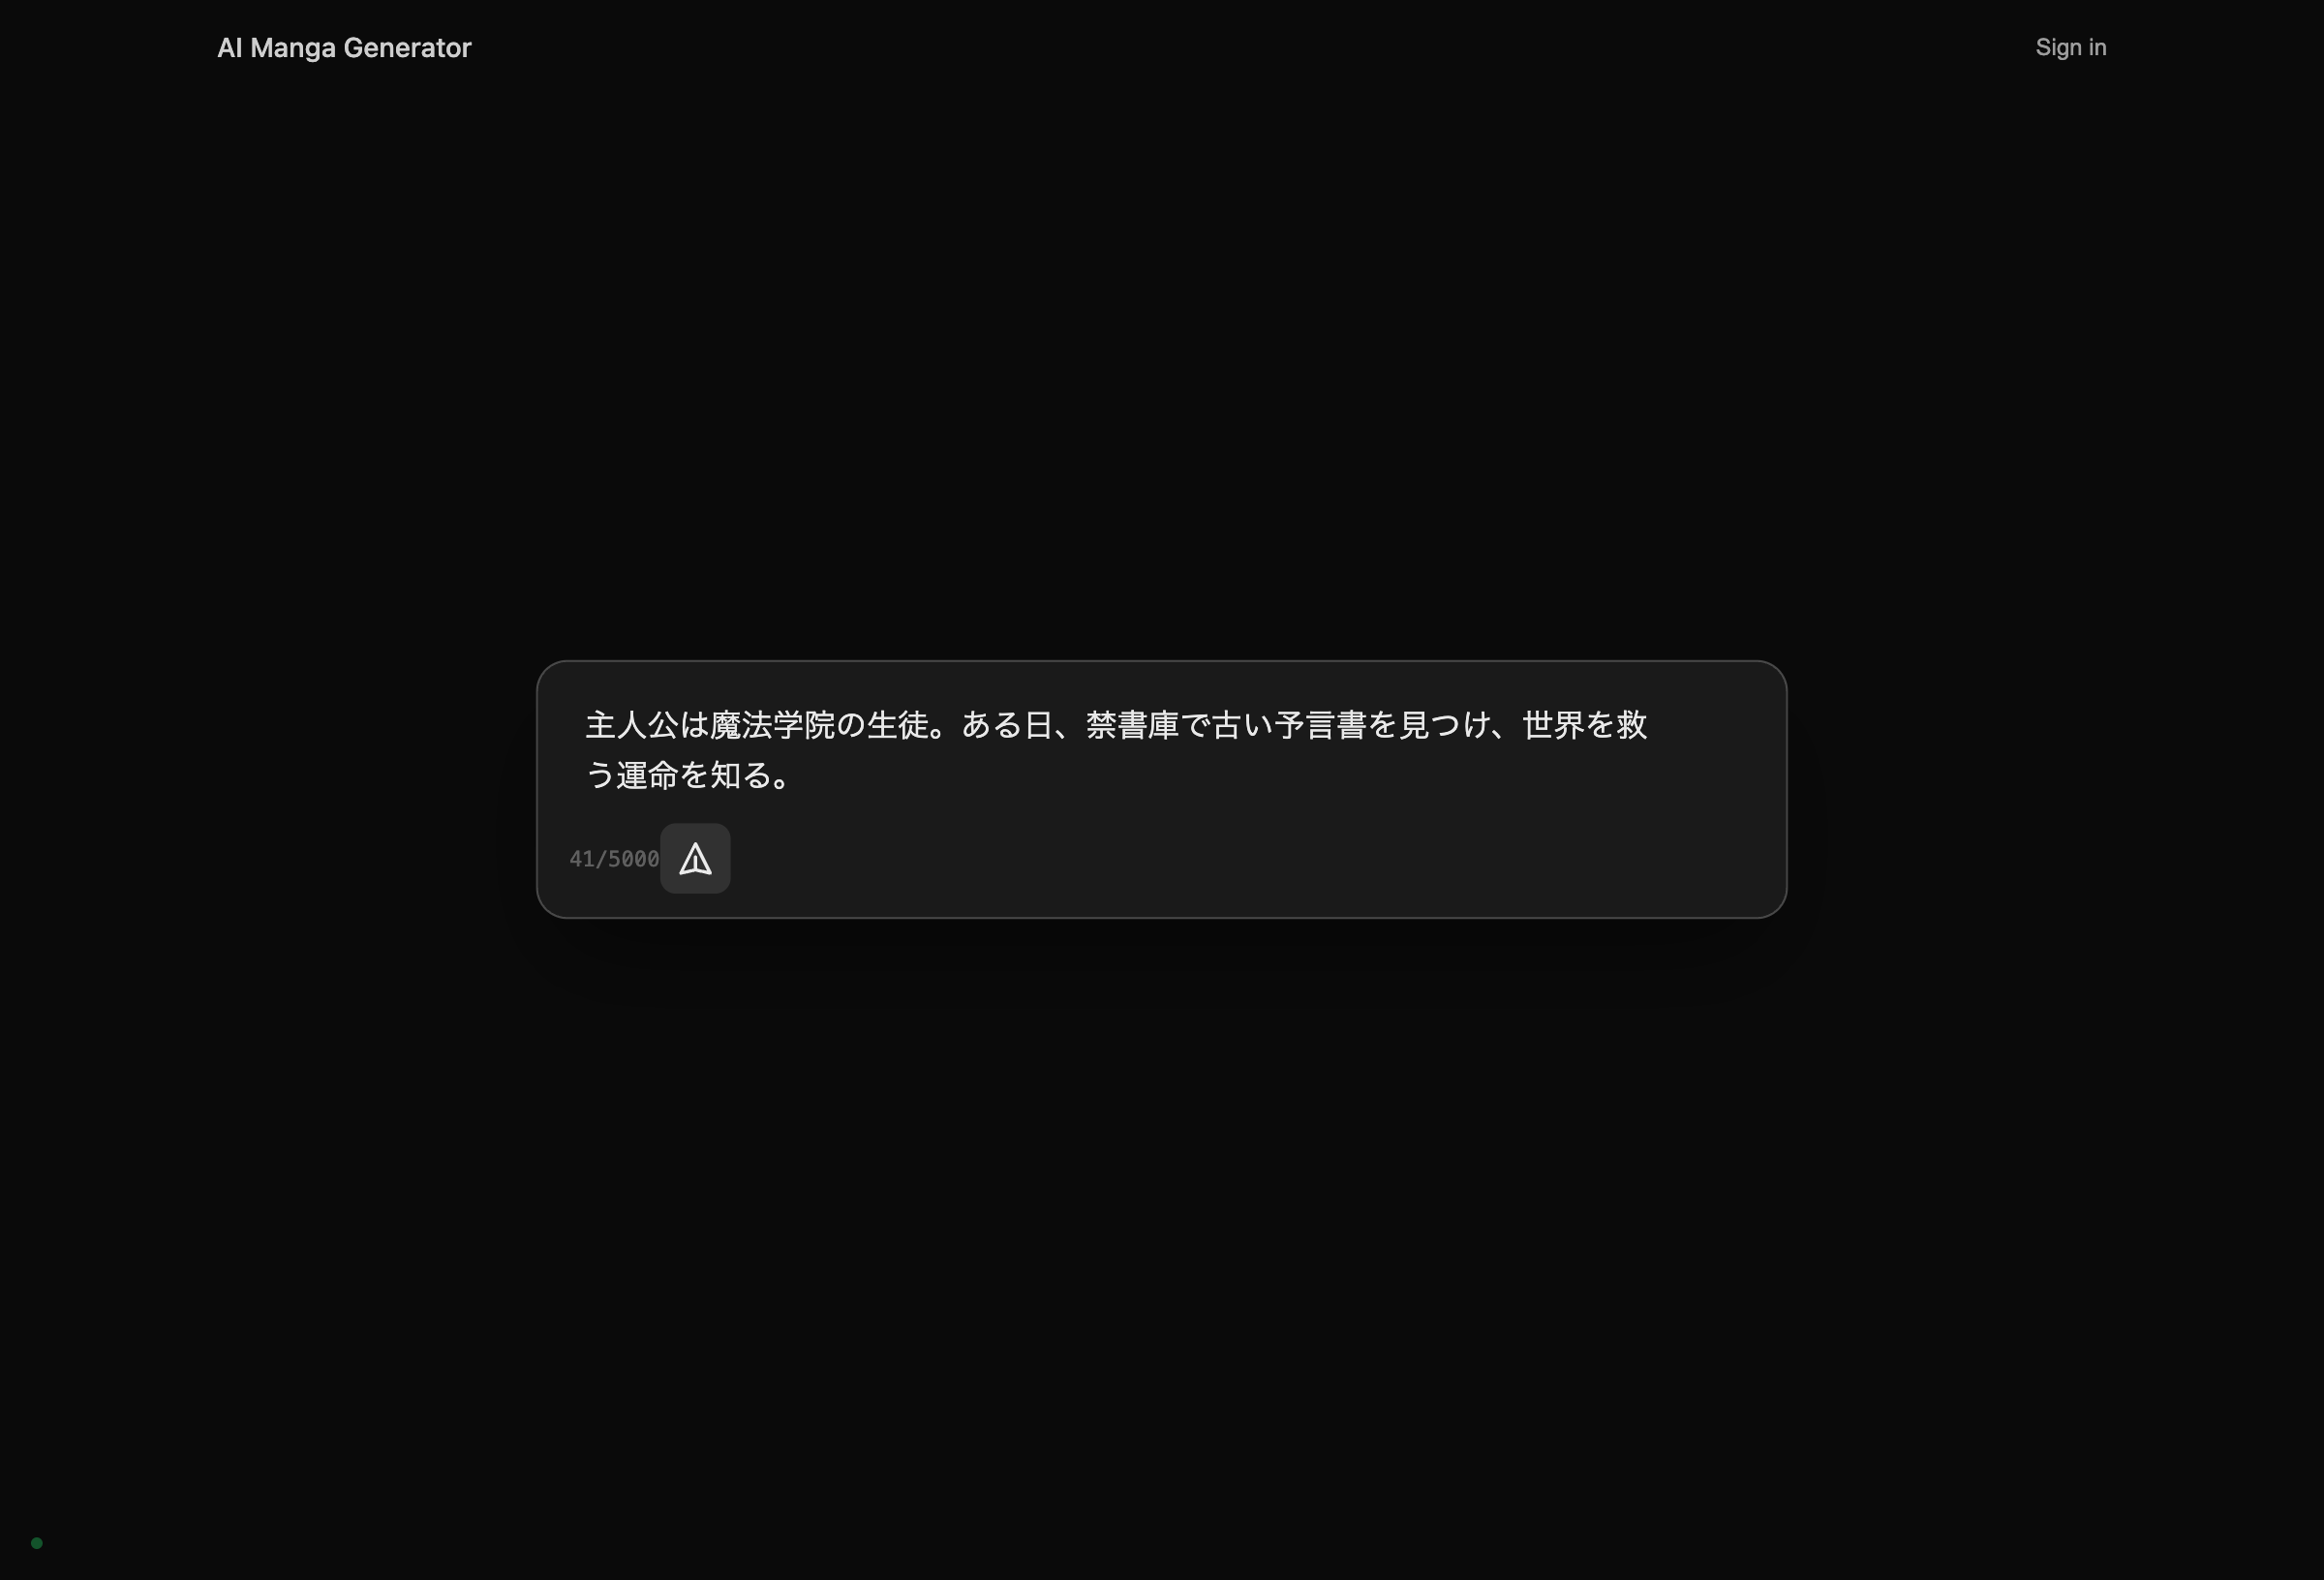 AI Manga Generator
Sign in
主人公は魔法学院の生徒。ある日、禁書庫で古い予言書を見つけ、世界を救
う運命を知る。
41/5000